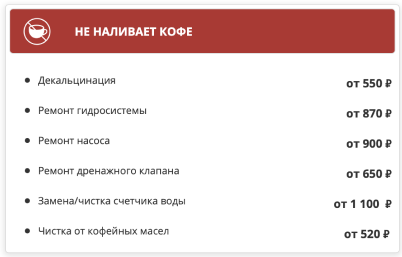 НЕ НАЛИВАЕТ КОФЕ
• Декальцинация от 550 ₽
• Ремонт гидросистемы от 870 ₽
• Ремонт насоса от 900 ₽
• Ремонт дренажного клапана от 650 ₽
• Замена/чистка счетчика воды от 1 100 ₽
• Чистка от кофейных масел от 520 ₽